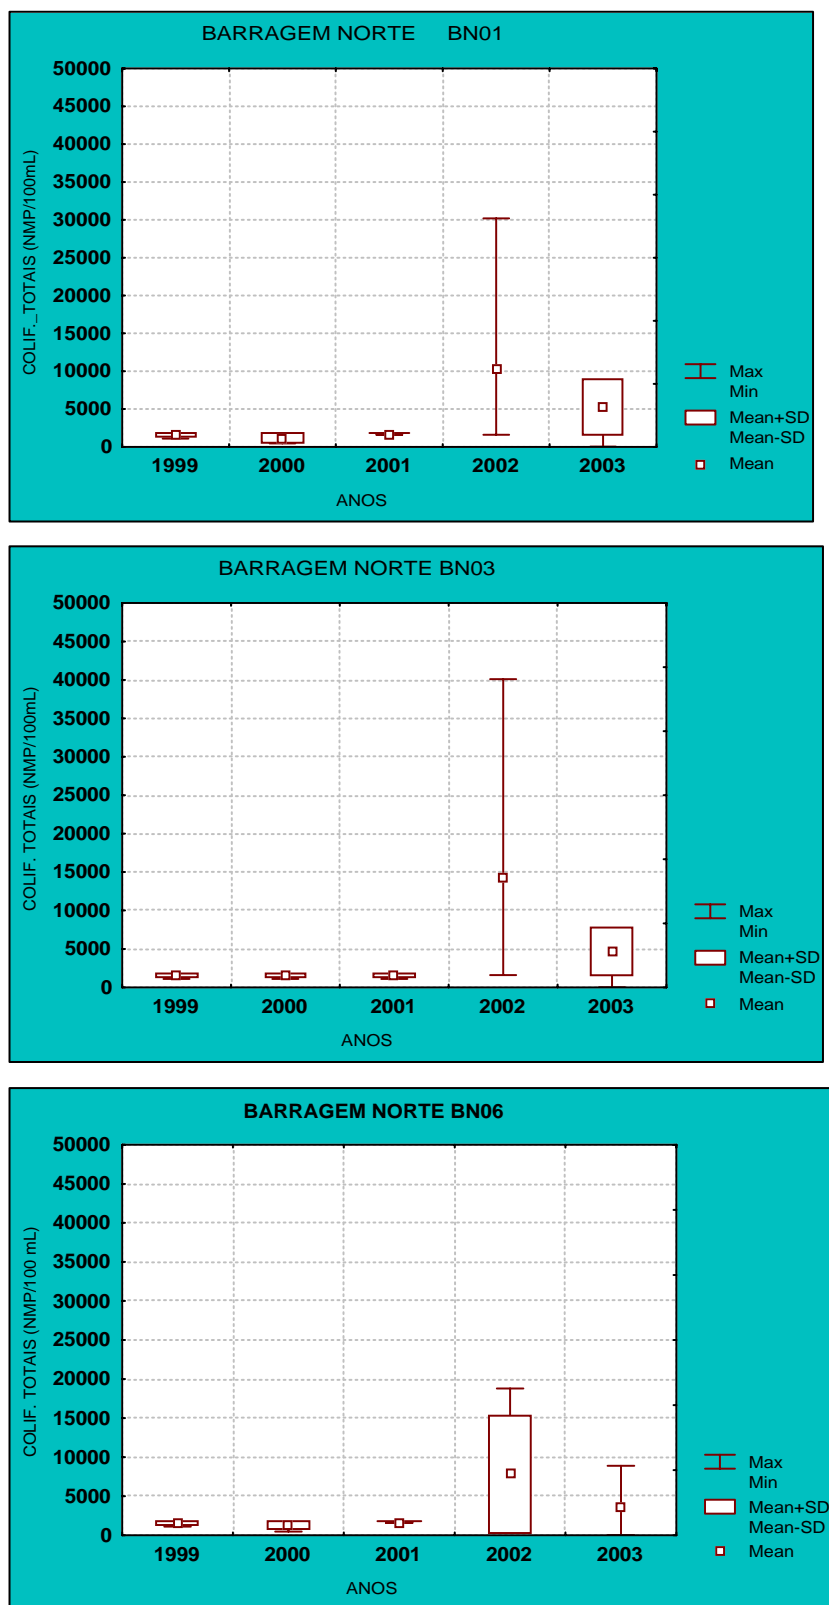 BARRAGEM NORTE BN01
COLIF._TOTAIS (NMP/100mL)
50000
45000
40000
35000
30000
25000
20000
15000
10000
5000
0
1999 2000 2001 2002 2003
ANOS
Max
Min
Mean+SD
Mean-SD
Mean
BARRAGEM NORTE BN03
COLIF. TOTAIS (NMP/100mL)
50000
45000
40000
35000
30000
25000
20000
15000
10000
5000
0
1999 2000 2001 2002 2003
ANOS
Max
Min
Mean+SD
Mean-SD
Mean
BARRAGEM NORTE BN06
COLIF. TOTAIS (NMP/100 mL)
50000
45000
40000
35000
30000
25000
20000
15000
10000
5000
0
1999 2000 2001 2002 2003
ANOS
Max
Min
Mean+SD
Mean-SD
Mean